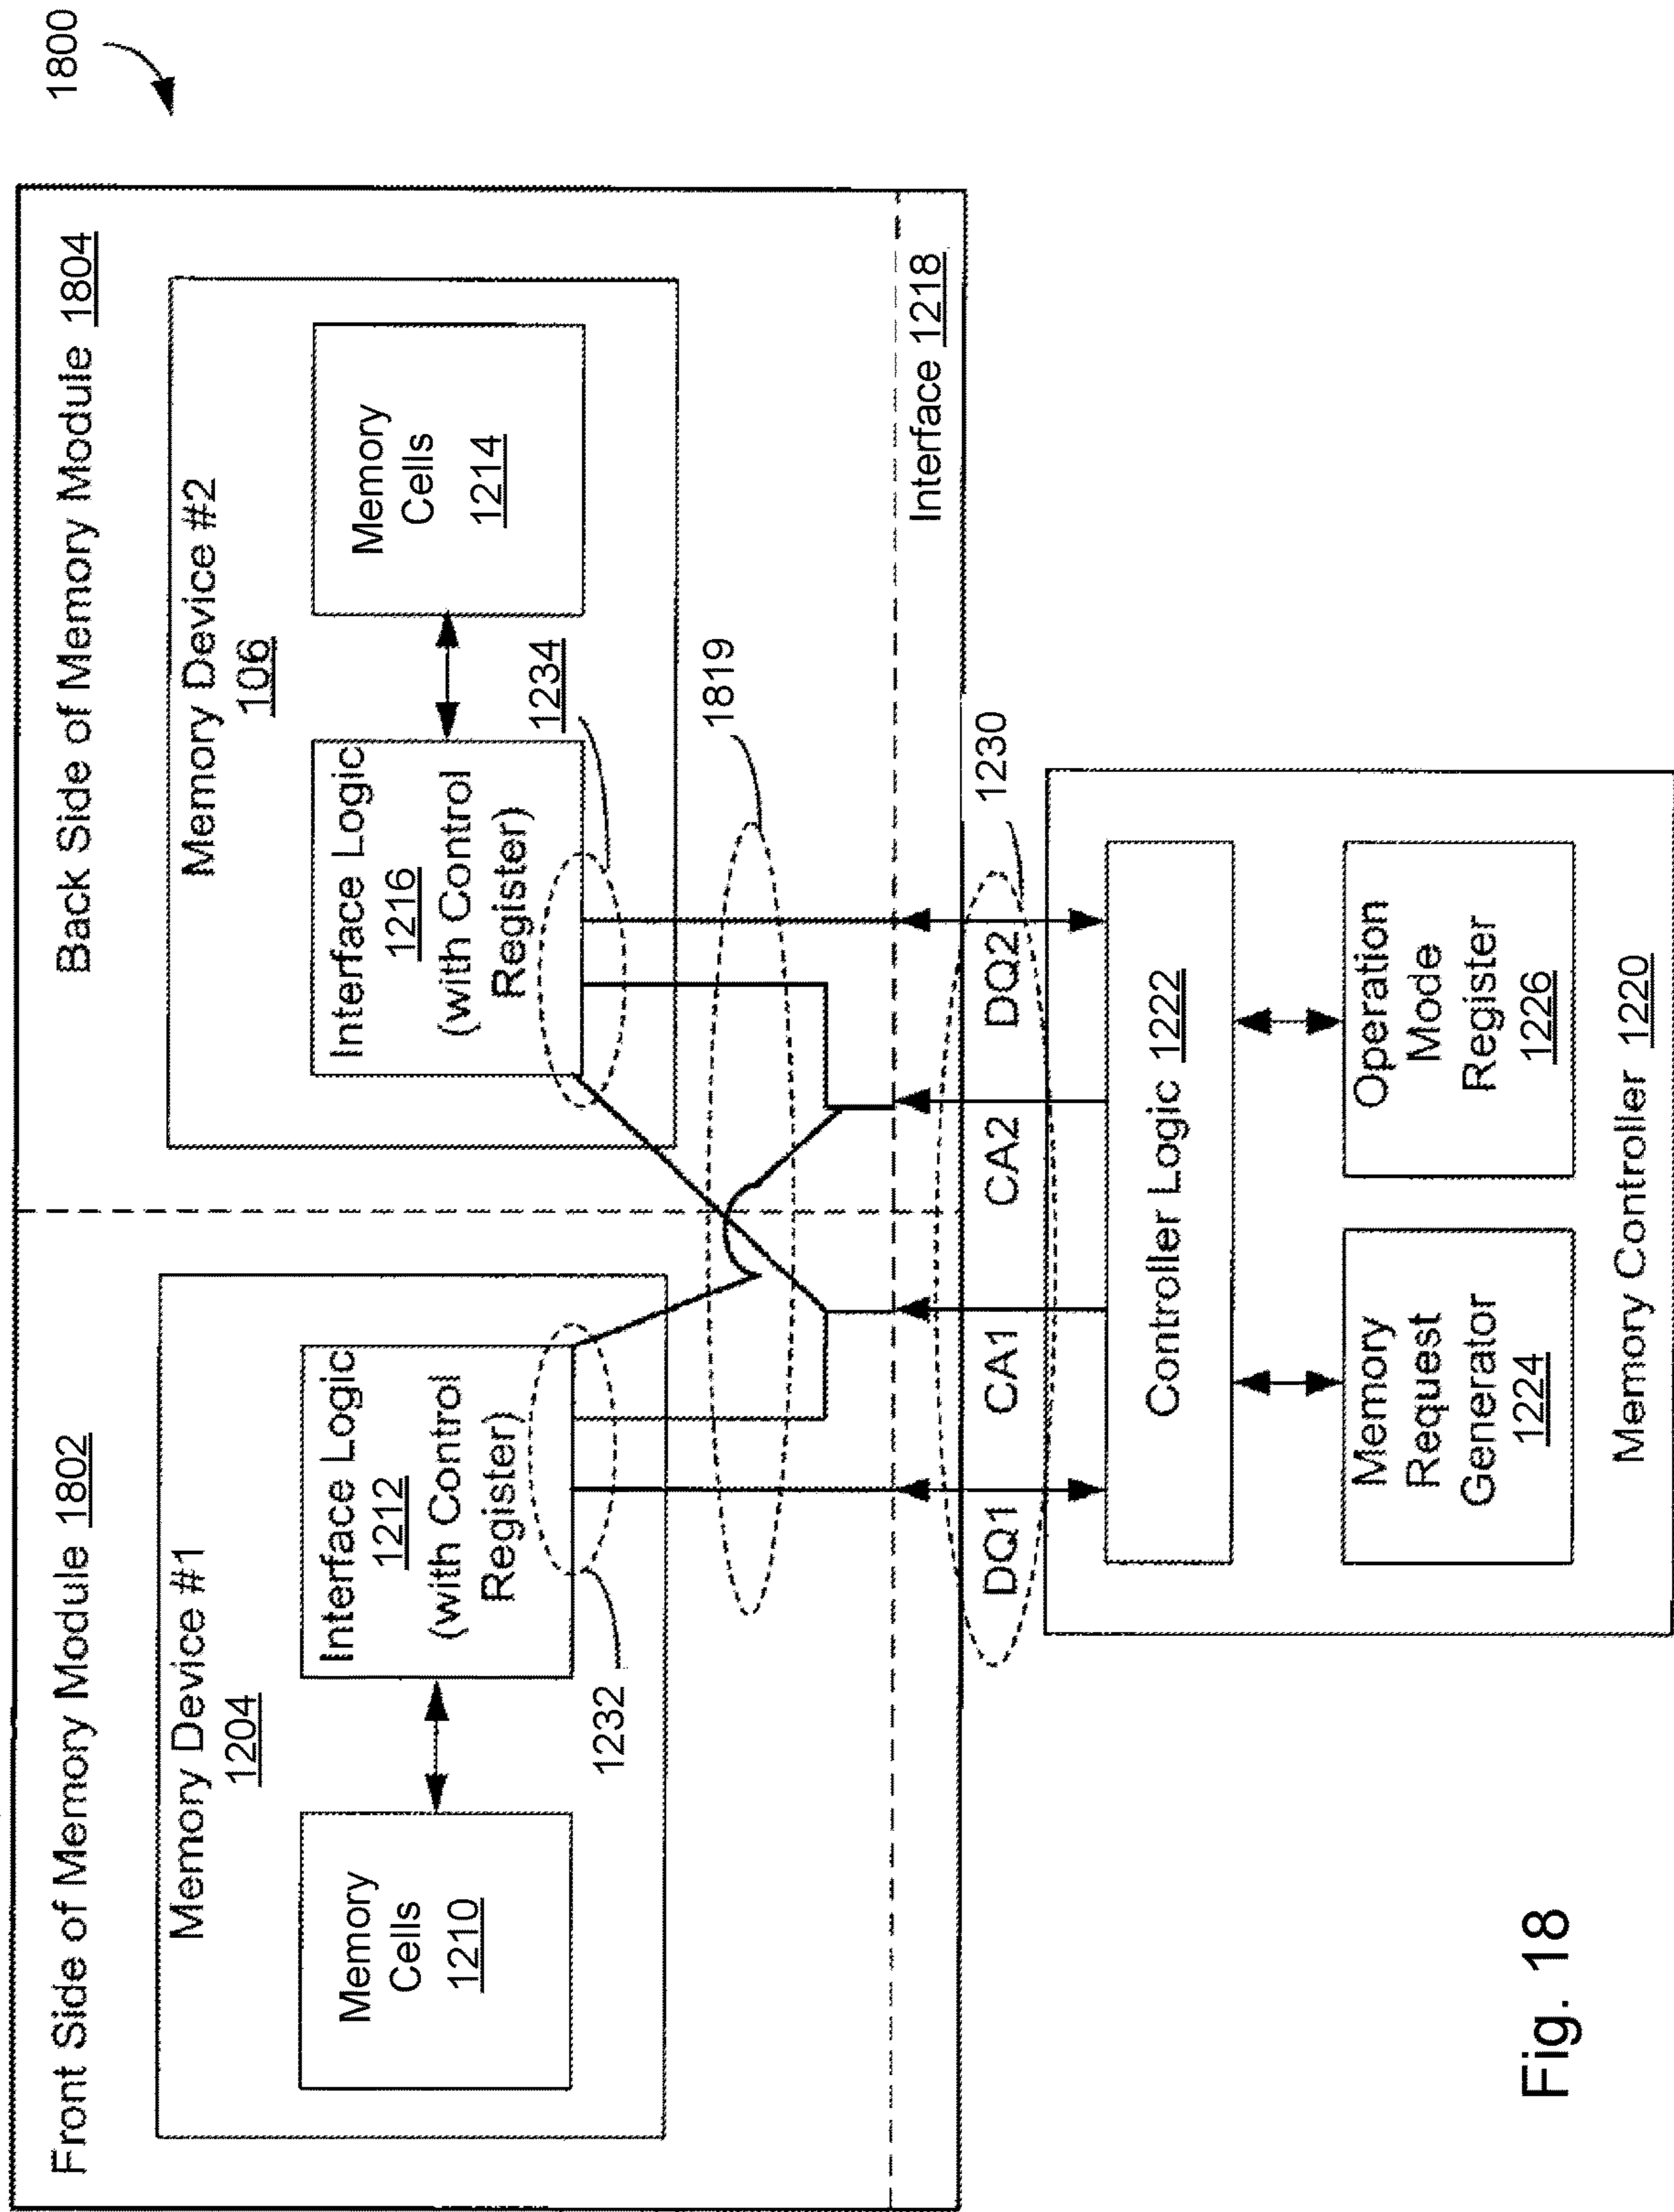 1800
Front Side of Memory Module 1802
Back Side of Memory Module 1804
Memory Device #1
1204
Memory Device #2
106
Memory
Cells
1210
Interface Logic
1212
(with Control
Register)
Interface Logic
1216
(with Control
Register)
Memory
Cells
1214
1232
1234
1819
Interface 1218
DQ1
CA1
CA2
DQ2
1230
Controller Logic 1222
Memory
Request
Generator
1224
Operation
Mode
Register
1226
Memory Controller 1220
Fig. 18